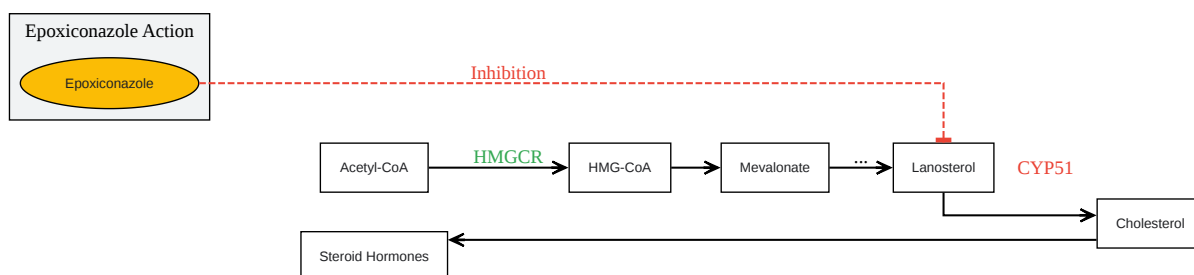 Epoxiconazole Action
Epoxiconazole
Inhibition
Acetyl-CoA
HMGCR
HMG-CoA
Mevalonate
...
Lanosterol
CYP51
Cholesterol
Steroid Hormones